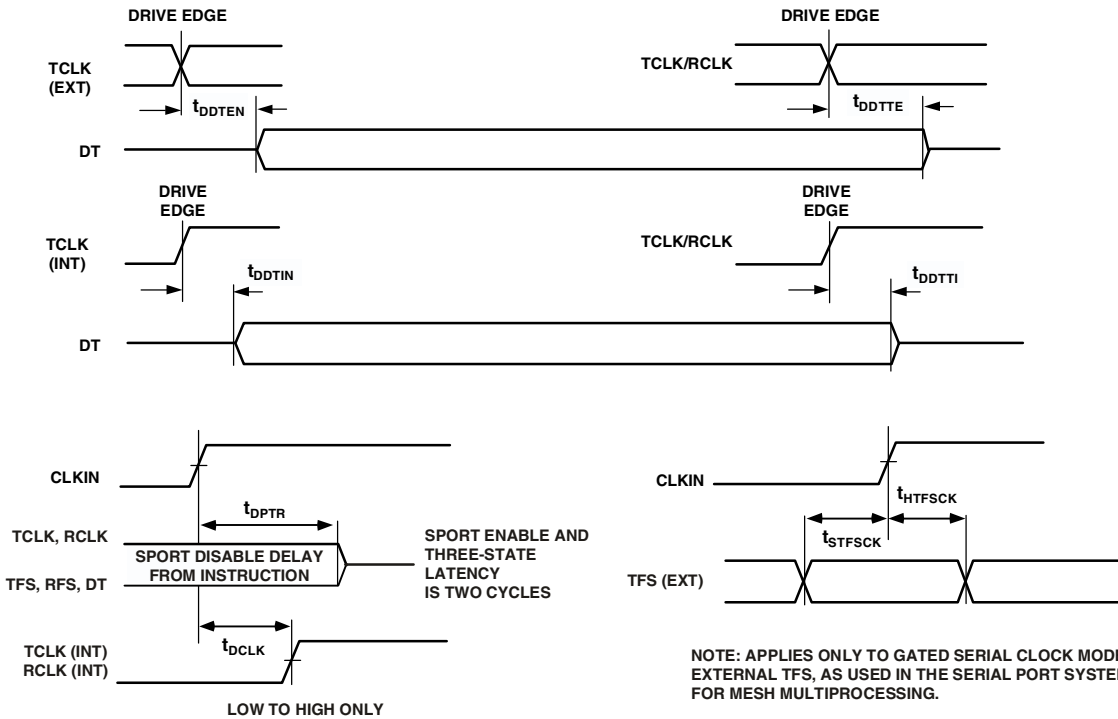 DRIVE EDGE
DRIVE EDGE
TCLK
(EXT)
TCLK/RCLK
tDDTEN
tDDTTE
DT
DRIVE
EDGE
DRIVE
EDGE
TCLK
(INT)
TCLK/RCLK
tDDTIN
tDDTTI
DT
CLKIN
tDPTR
TCLK, RCLK
SPORT DISABLE DELAY
FROM INSTRUCTION
TFS, RFS, DT
SPORT ENABLE AND
THREE-STATE
LATENCY
IS TWO CYCLES
tDCLK
TCLK (INT)
RCLK (INT)
LOW TO HIGH ONLY
CLKIN
tHTFSCK
tSTFSCK
TFS (EXT)
NOTE: APPLIES ONLY TO GATED SERIAL CLOCK
EXTERNAL TFS, AS USED IN THE SERIAL PORT
FOR MESH MULTIPROCESSING.